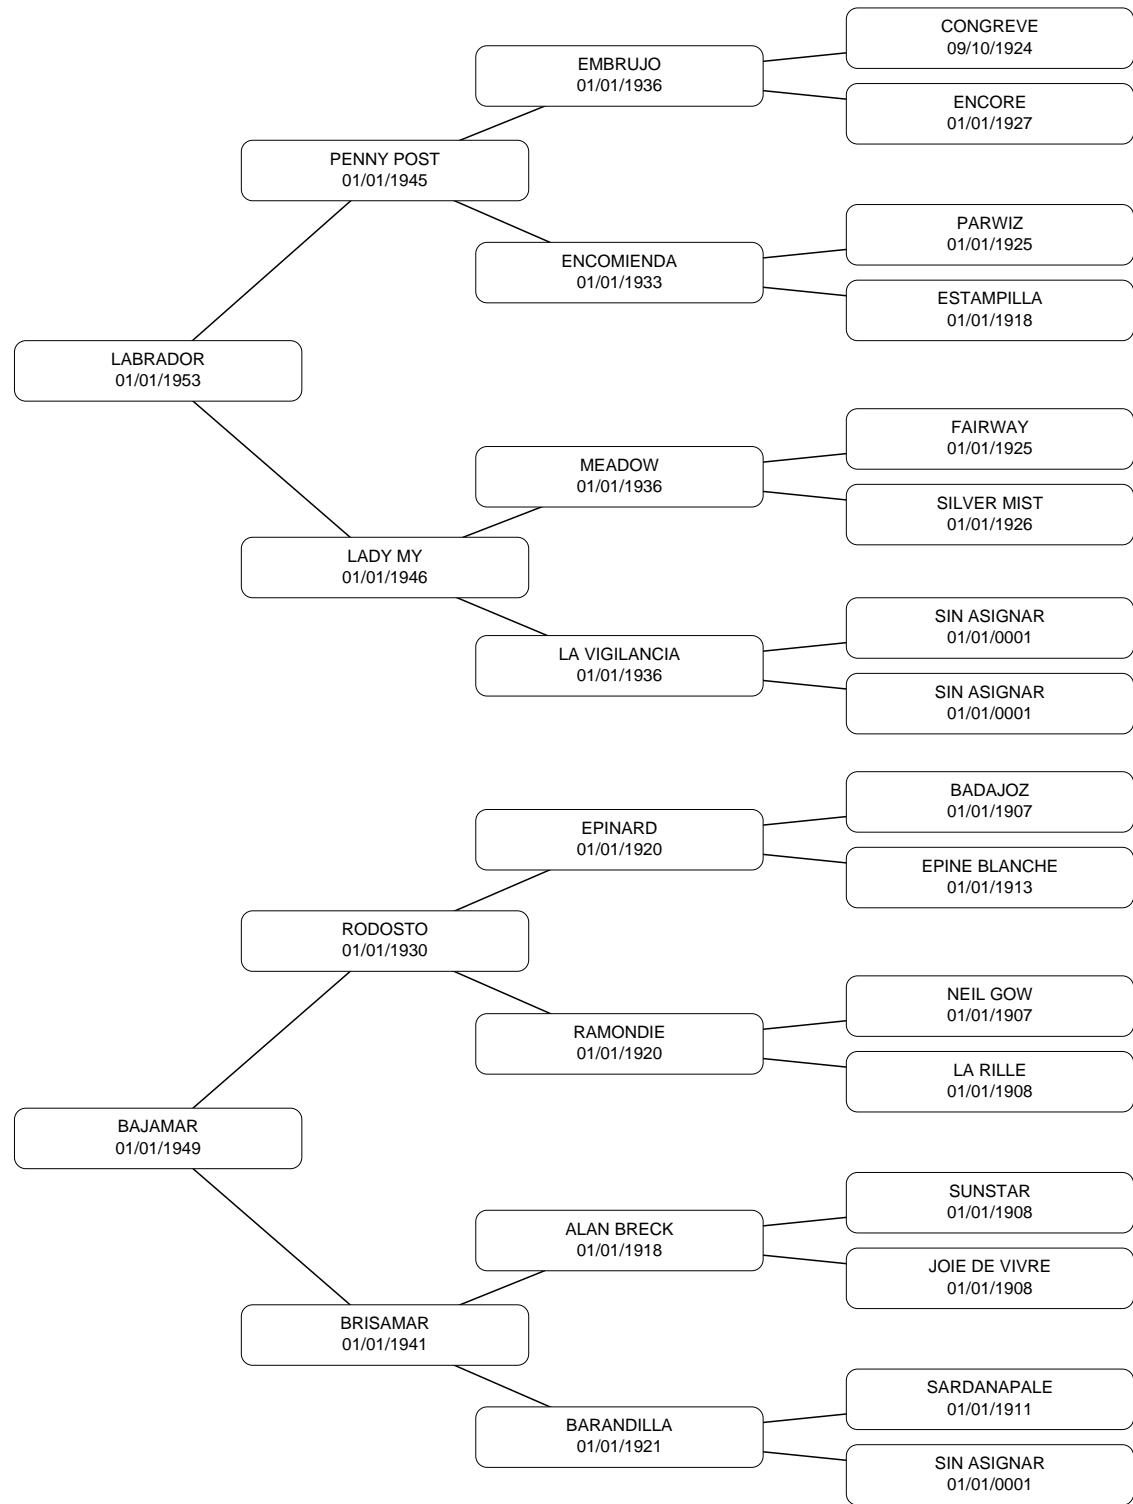 CONGREVE
09/10/1924
EMBRUJO
01/01/1936
ENCORE
01/01/1927
PENNY POST
01/01/1945
PARWIZ
01/01/1925
ENCOMIENDA
01/01/1933
ESTAMPILLA
01/01/1918
LABRADOR
01/01/1953
FAIRWAY
01/01/1925
MEADOW
01/01/1936
SILVER MIST
01/01/1926
LADY MY
01/01/1946
SIN ASIGNAR
01/01/0001
LA VIGILANCIA
01/01/1936
SIN ASIGNAR
01/01/0001
BADAJOZ
01/01/1907
EPINARD
01/01/1920
EPINE BLANCHE
01/01/1913
RODOSTO
01/01/1930
NEIL GOW
01/01/1907
RAMONDIE
01/01/1920
LA RILLE
01/01/1908
BAJAMAR
01/01/1949
SUNSTAR
01/01/1908
ALAN BRECK
01/01/1918
JOIE DE VIVRE
01/01/1908
BRISAMAR
01/01/1941
SARDANAPALE
01/01/1911
BARANDILLA
01/01/1921
SIN ASIGNAR
01/01/0001